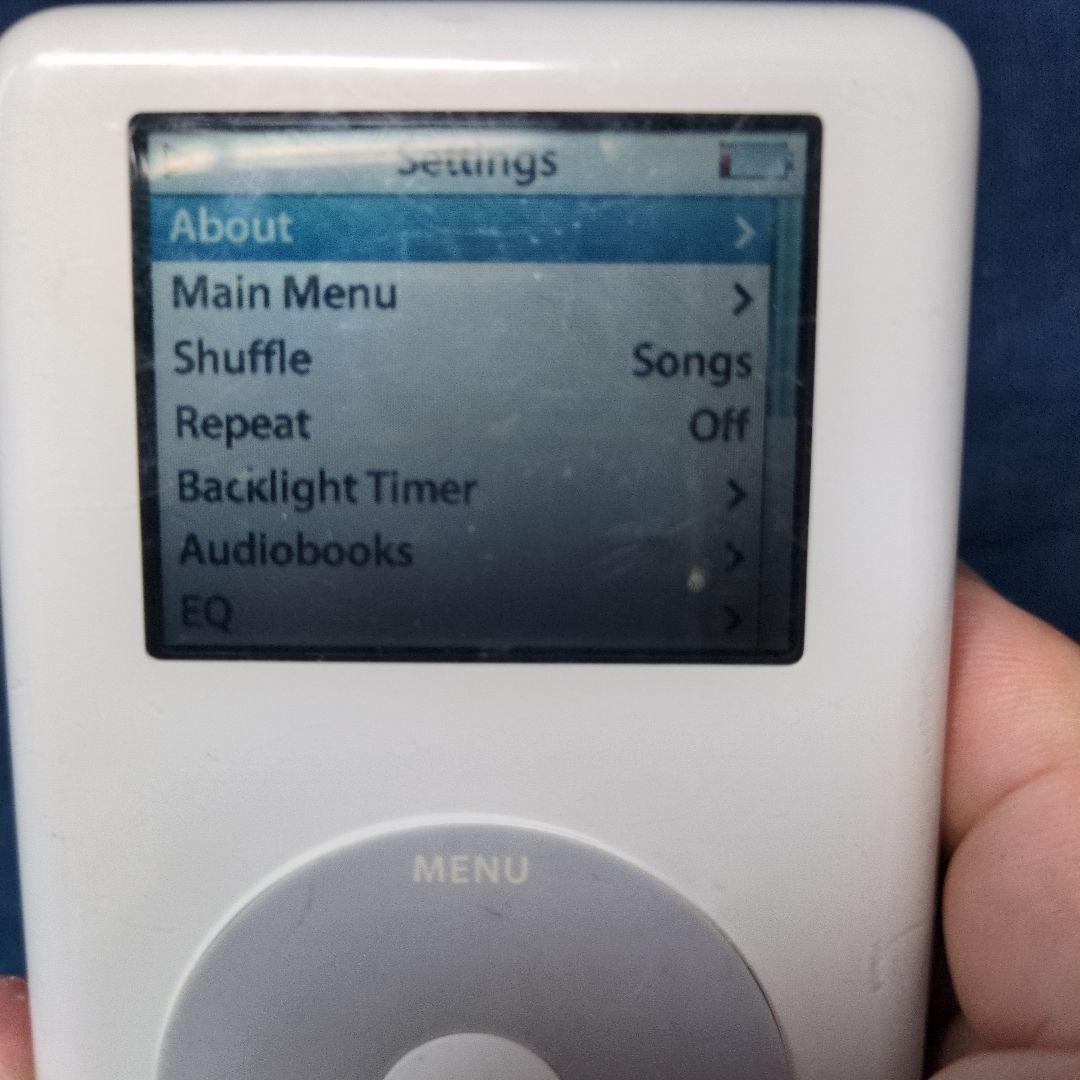 Settings
About
Main Menu
Shuffle Songs
Repeat Off
Backlight Timer
Audiobooks
EQ
MENU